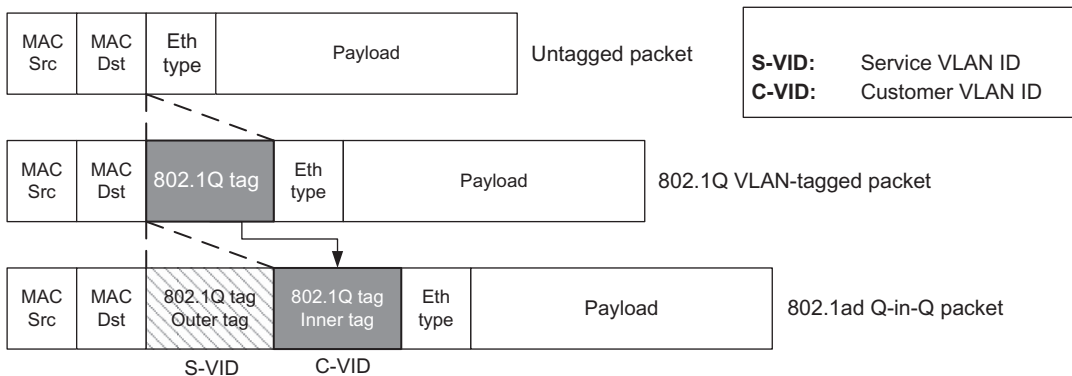 MAC Src
MAC Dst
Eth type
Payload
Untagged packet
S-VID: Service VLAN ID
C-VID: Customer VLAN ID
MAC Src
MAC Dst
802.1Q tag
Eth type
Payload
802.1Q VLAN-tagged packet
MAC Src
MAC Dst
802.1Q tag
Outer tag
802.1Q tag
Inner tag
Eth type
Payload
802.1ad Q-in-Q packet
S-VID
C-VID